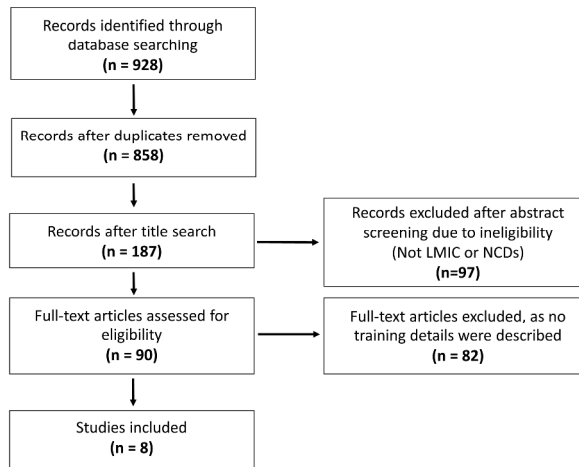 Records identified through
database searching
(n = 928)
Records after duplicates removed
(n = 858)
Records after title search
(n = 187)
Records excluded after abstract
screening due to ineligibility
(Not LMIC or NCDs)
(n=97)
Full-text articles assessed for
eligibility
(n = 90)
Full-text articles excluded, as no
training details were described
(n = 82)
Studies included
(n = 8)